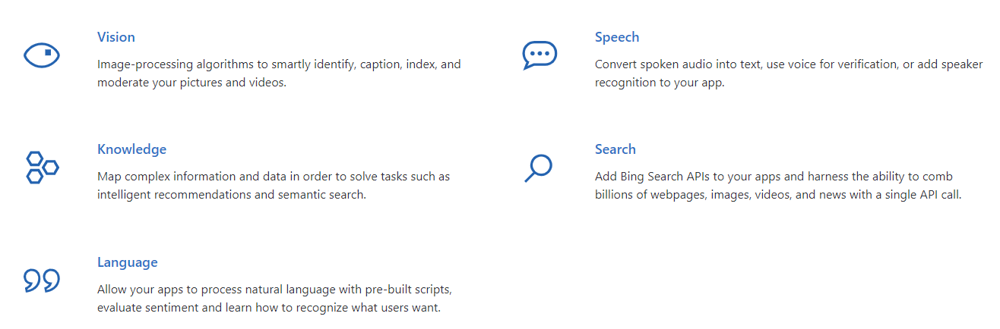 Vision
Image-processing algorithms to smartly identify, caption, index, and
moderate your pictures and videos.
Speech
Convert spoken audio into text, use voice for verification, or add speaker
recognition to your app.
Knowledge
Map complex information and data in order to solve tasks such as
intelligent recommendations and semantic search.
Search
Add Bing Search APIs to your apps and harness the ability to comb
billions of webpages, images, videos, and news with a single API call.
Language
Allow your apps to process natural language with pre-built scripts,
evaluate sentiment and learn how to recognize what users want.